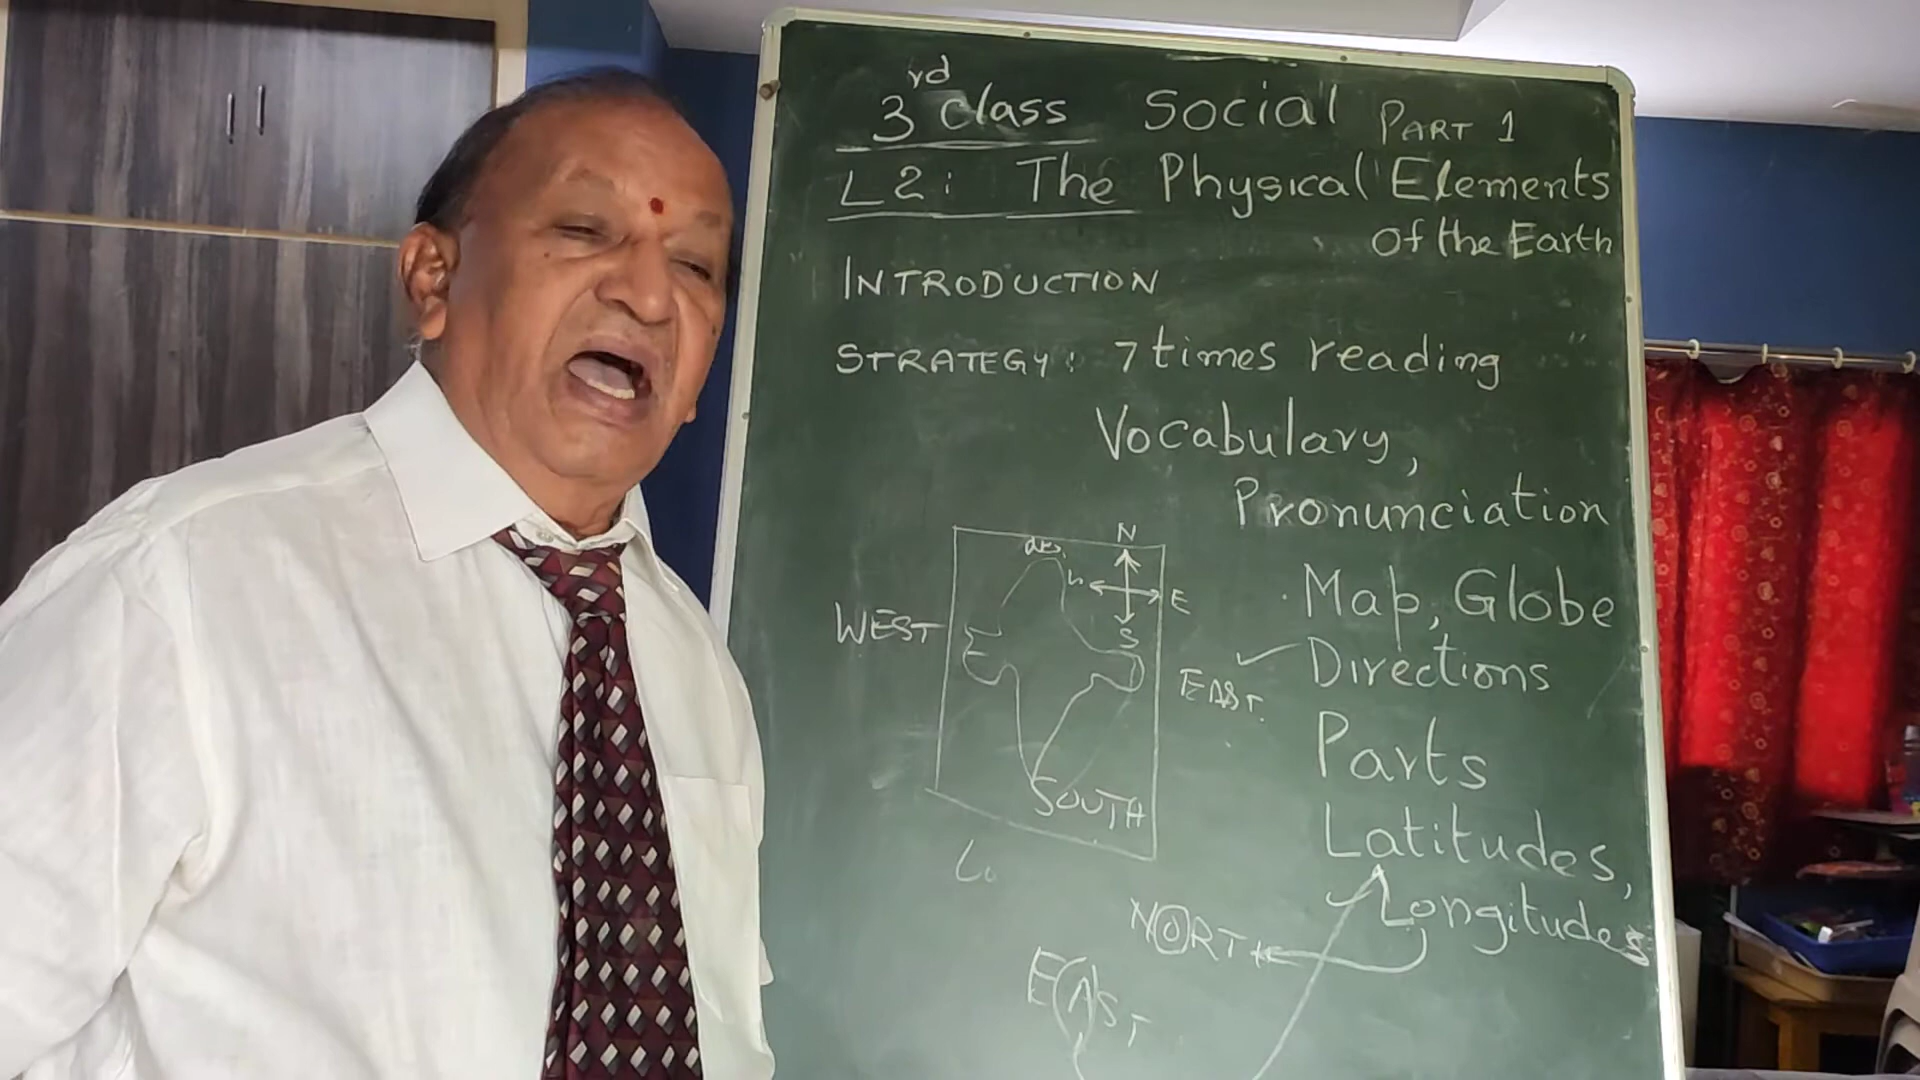 3rd class Social PART 1
L2: The Physical Elements
of the Earth
INTRODUCTION
STRATEGY: 7 times reading
Vocabulary,
Pronunciation
Map, Globe
Directions
Parts
Latitudes,
Longitudes
N
E
S
WEST
EAST.
SOUTH
NORTH
EAST